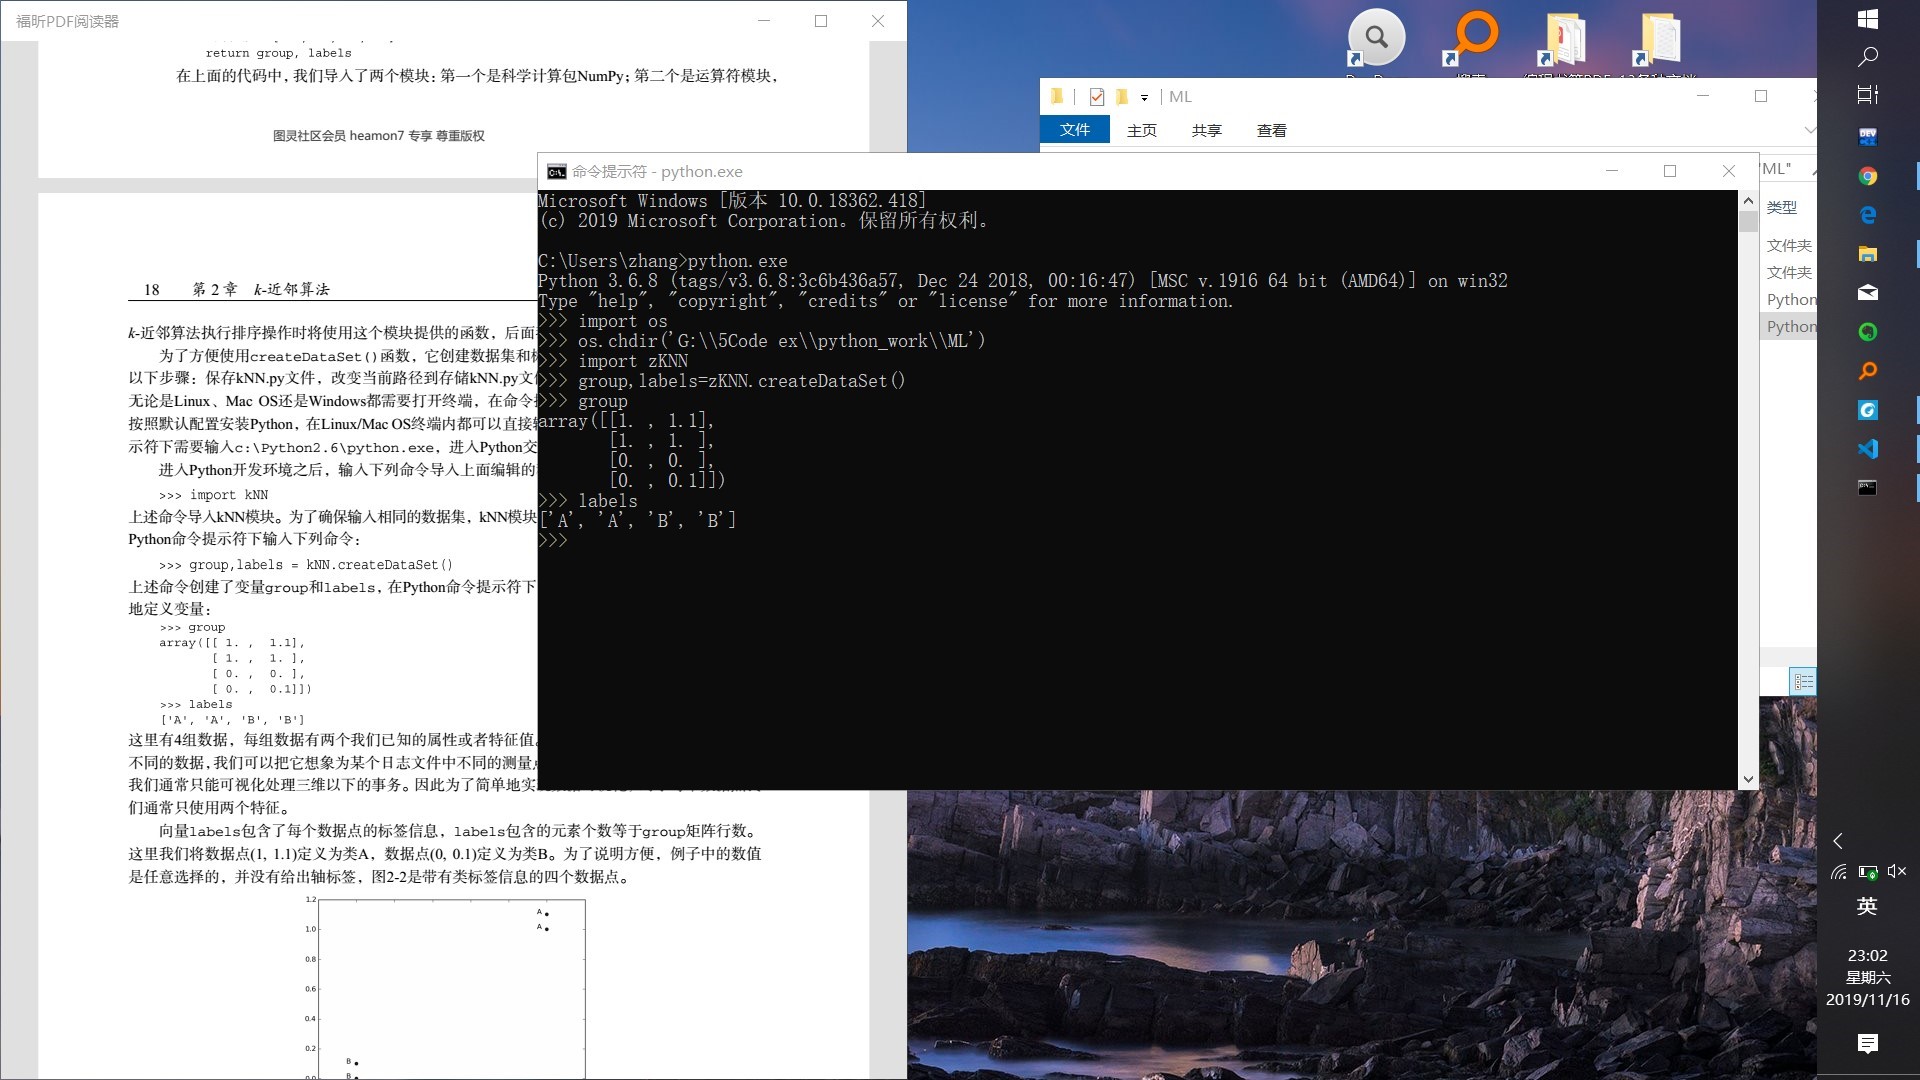 福昕PDF阅读器
return group, labels
在上面的代码中，我们导入了两个模块：第一个是科学计算包NumPy；第二个是运算符模块，
图灵社区会员 heamon7 专享 尊重版权
18 第 2 章 k-近邻算法
k-近邻算法执行排序操作时将使用这个模块提供的函数，后面
为了方便使用createDataSet()函数，它创建数据集和
以下步骤：保存kNN.py文件，改变当前路径到存储kNN.py文
无论是Linux、Mac OS还是Windows都需要打开终端，在命令
按照默认配置安装Python，在Linux/Mac OS终端内都可以直接
示符下需要输入c:\Python2.6\python.exe，进入Python交
进入Python开发环境之后，输入下列命令导入上面编辑的
>>> import kNN
上述命令导入kNN模块。为了确保输入相同的数据集，kNN模块
Python命令提示符下输入下列命令：
>>> group,labels = kNN.createDataSet()
上述命令创建了变量group和labels，在Python命令提示符下
地定义变量：
>>> group
array([[ 1. ,  1.1],
[ 1. ,  1. ],
[ 0. ,  0. ],
[ 0. ,  0.1]])
>>> labels
['A', 'A', 'B', 'B']
这里有4组数据，每组数据有两个我们已知的属性或者特征值。
不同的数据，我们可以把它想象为某个日志文件中不同的测量
我们通常只能可视化处理三维以下的事务。因此为了简单地实
们通常只使用两个特征。
向量labels包含了每个数据点的标签信息，labels包含的元素个数等于group矩阵行数。
这里我们将数据点(1, 1.1)定义为类A，数据点(0, 0.1)定义为类B。为了说明方便，例子中的数值
是任意选择的，并没有给出轴标签，图2-2是带有类标签信息的四个数据点。
1.2
A
1.0
A
0.8
0.6
0.4
0.2
B
B
0.0
命令提示符 - python.exe
Microsoft Windows [版本 10.0.18362.418]
(c) 2019 Microsoft Corporation。保留所有权利。
C:\Users\zhang>python.exe
Python 3.6.8 (tags/v3.6.8:3c6b436a57, Dec 24 2018, 00:16:47) [MSC v.1916 64 bit (AMD64)] on win32
Type "help", "copyright", "credits" or "license" for more information.
>>> import os
>>> os.chdir('G:\\5Code ex\\python_work\\ML')
>>> import zKNN
>>> group,labels=zKNN.createDataSet()
>>> group
array([[1. , 1.1],
[1. , 1. ],
[0. , 0. ],
[0. , 0.1]])
>>> labels
['A', 'A', 'B', 'B']
>>>
ML
文件 主页 共享 查看
"ML"
类型
文件夹
文件夹
Python
Python
DEV
英
23:02
星期六
2019/11/16